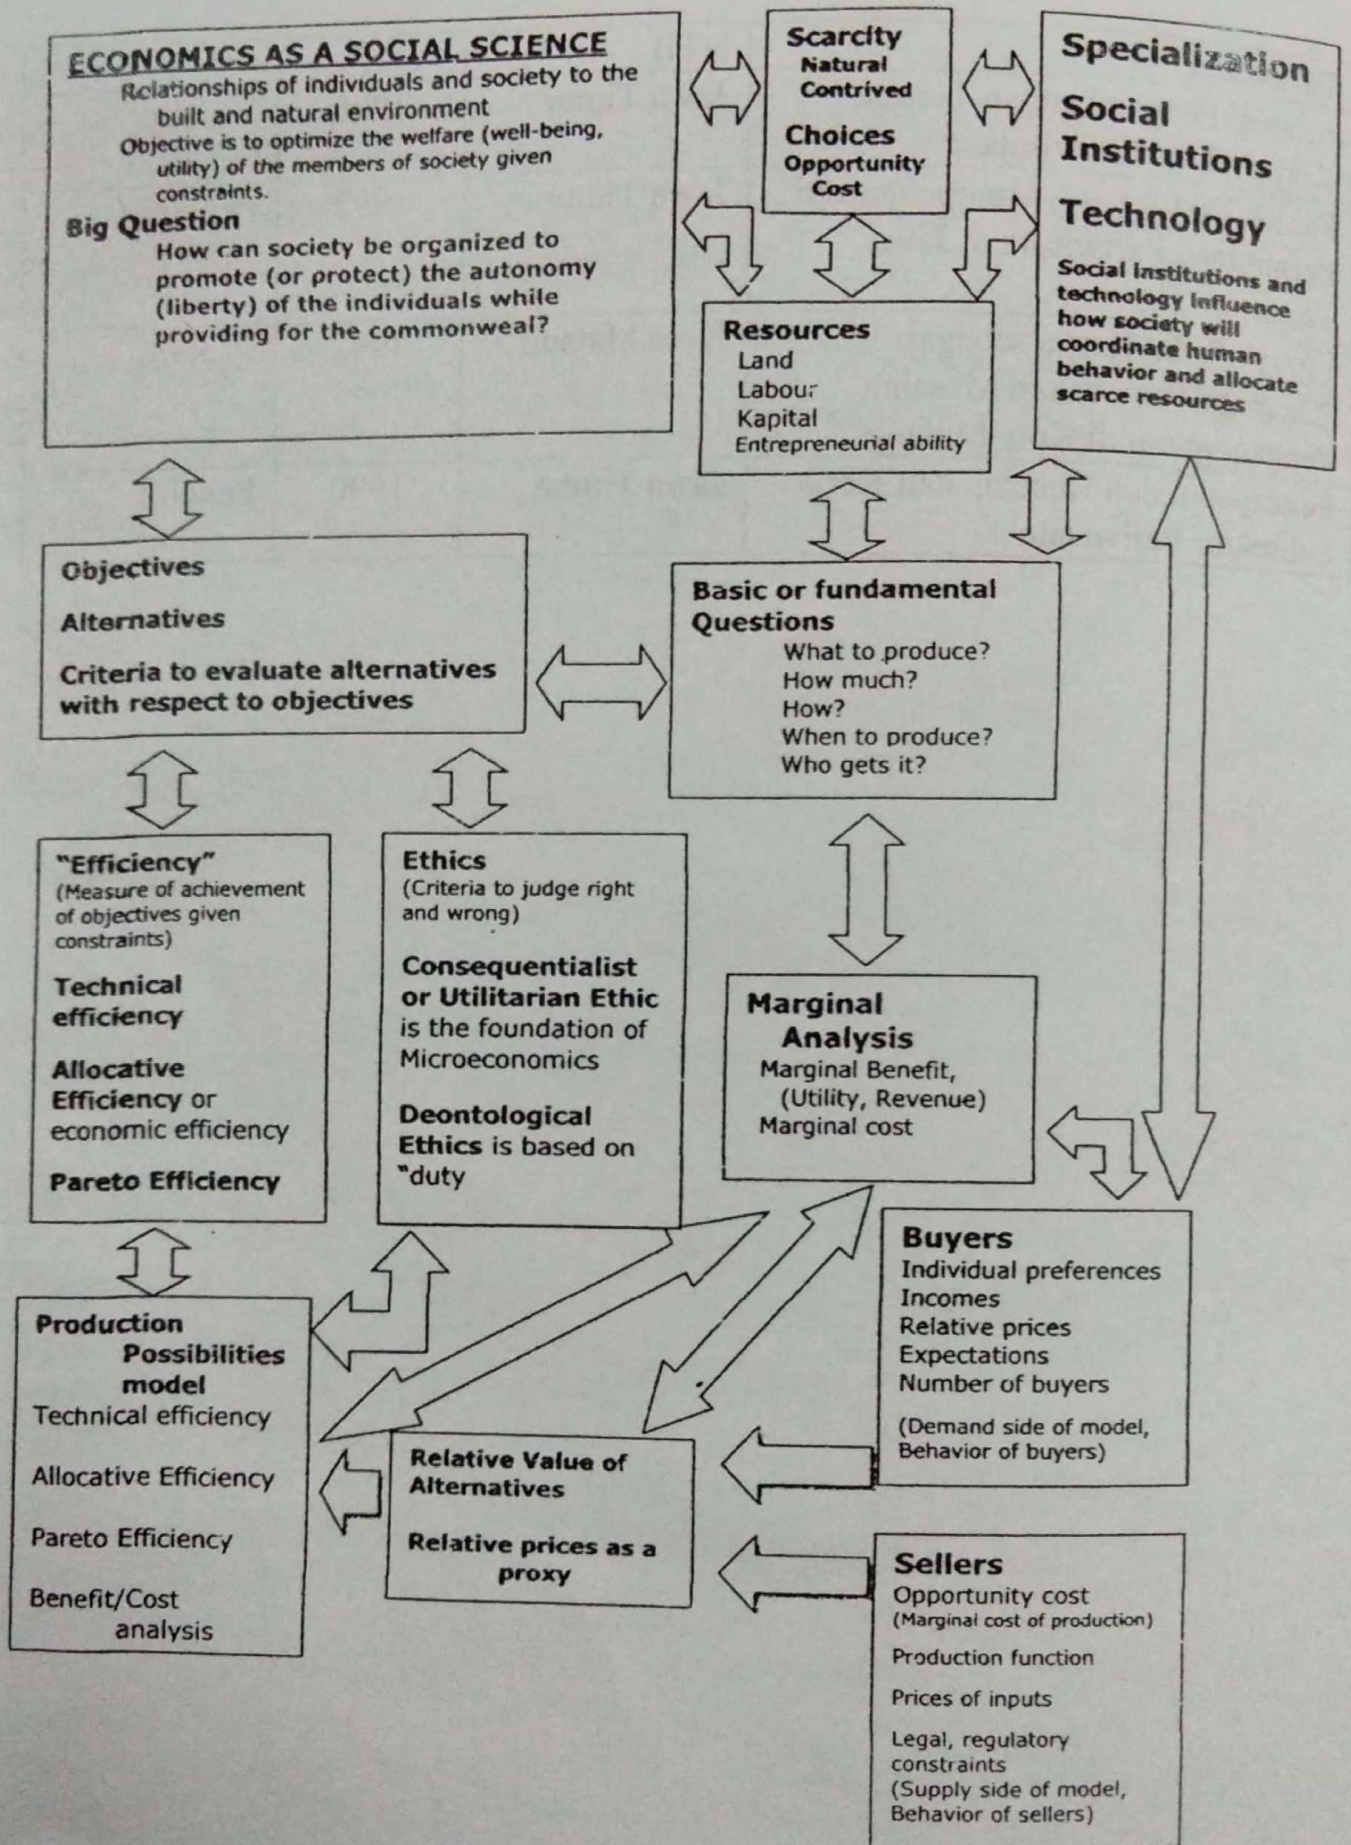 ECONOMICS AS A SOCIAL SCIENCE
Relationships of individuals and society to the
built and natural environment
Objective is to optimize the welfare (well-being,
utility) of the members of society given
constraints.
Big Question
How can society be organized to
promote (or protect) the autonomy
(liberty) of the individuals while
providing for the commonweal?
Scarcity
Natural
Contrived
Choices
Opportunity
Cost
Specialization
Social
Institutions
Technology
Social Institutions and
technology Influence
how society will
coordinate human
behavior and allocate
scarce resources
Resources
Land
Labour
Kapital
Entrepreneurial ability
Objectives
Alternatives
Criteria to evaluate alternatives
with respect to objectives
Basic or fundamental
Questions
What to produce?
How much?
How?
When to produce?
Who gets it?
"Efficiency"
(Measure of achievement
of objectives given
constraints)
Technical
efficiency
Allocative
Efficiency or
economic efficiency
Pareto Efficiency
Ethics
(Criteria to judge right
and wrong)
Consequentialist
or Utilitarian Ethic
is the foundation of
Microeconomics
Deontological
Ethics is based on
"duty
Marginal
Analysis
Marginal Benefit,
(Utility, Revenue)
Marginal cost
Buyers
Individual preferences
Incomes
Relative prices
Expectations
Number of buyers
(Demand side of model,
Behavior of buyers)
Production
Possibilities
model
Technical efficiency
Allocative Efficiency
Pareto Efficiency
Benefit/Cost
analysis
Relative Value of
Alternatives
Relative prices as a
proxy
Sellers
Opportunity cost
(Marginal cost of production)
Production function
Prices of inputs
Legal, regulatory
constraints
(Supply side of model,
Behavior of sellers)